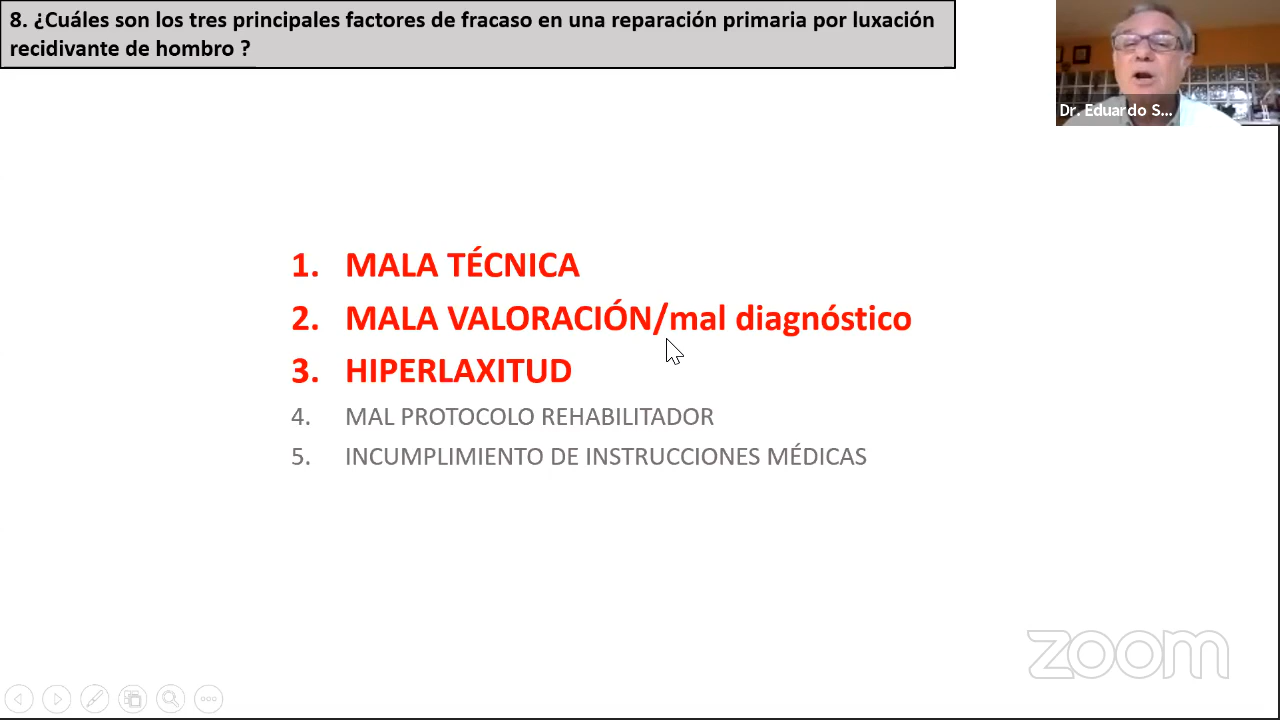 8. ¿Cuáles son los tres principales factores de fracaso en una reparación primaria por luxación
recidivante de hombro ?
Dr. Eduardo S...
1. MALA TÉCNICA
2. MALA VALORACIÓN/mal diagnóstico
3. HIPERLAXITUD
4. MAL PROTOCOLO REHABILITADOR
5. INCUMPLIMIENTO DE INSTRUCCIONES MÉDICAS
zoom